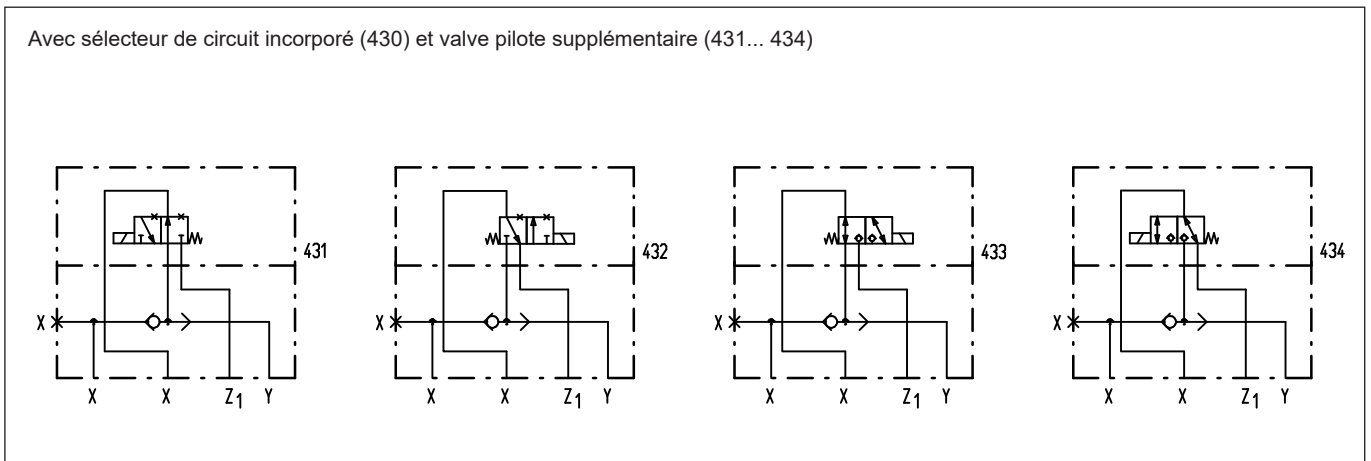 Avec sélecteur de circuit incorporé (430) et valve pilote supplémentaire (431... 434)
431
432
433
434
X
X
X
X
X X Z1 Y
X X Z1 Y
X X Z1 Y
X X Z1 Y